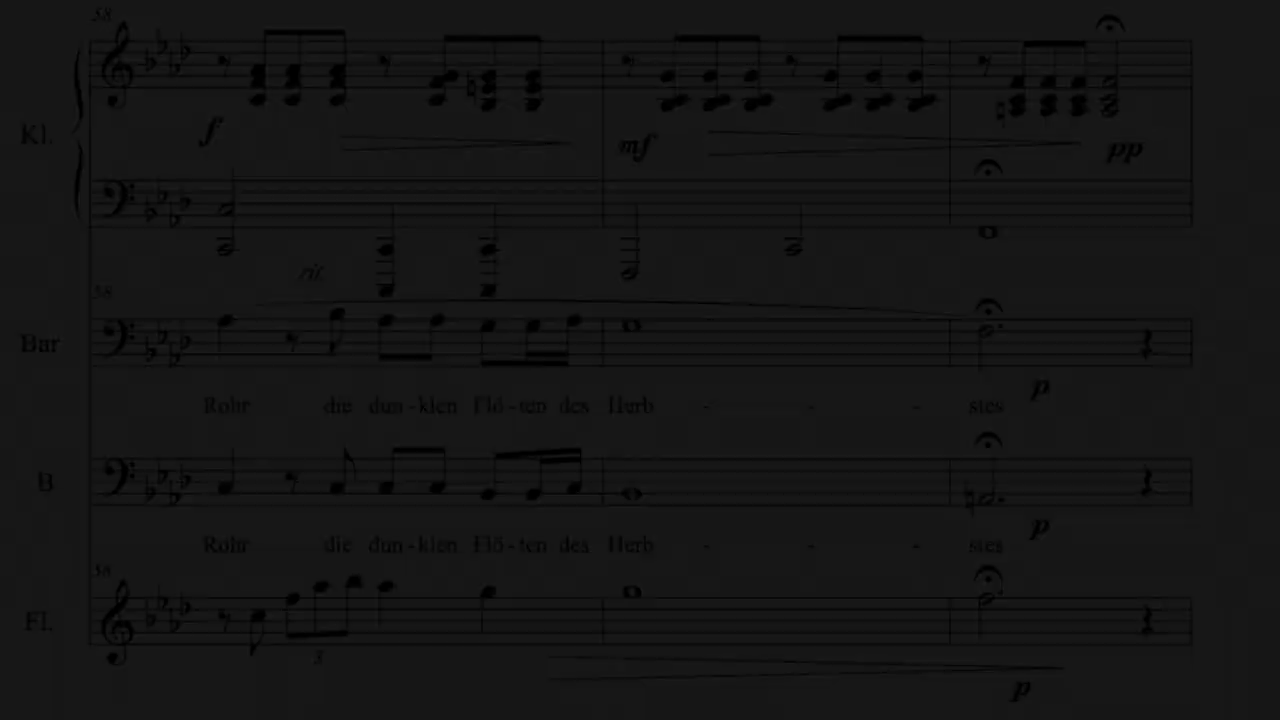 58
Kl.
f
mf
pp
rit.
58
Bar
p
Rohr die dun-klen Flö-ten des Herb - - - stes
B
p
Rohr die dun-klen Flö-ten des Herb - - - stes
58
Fl.
3
p